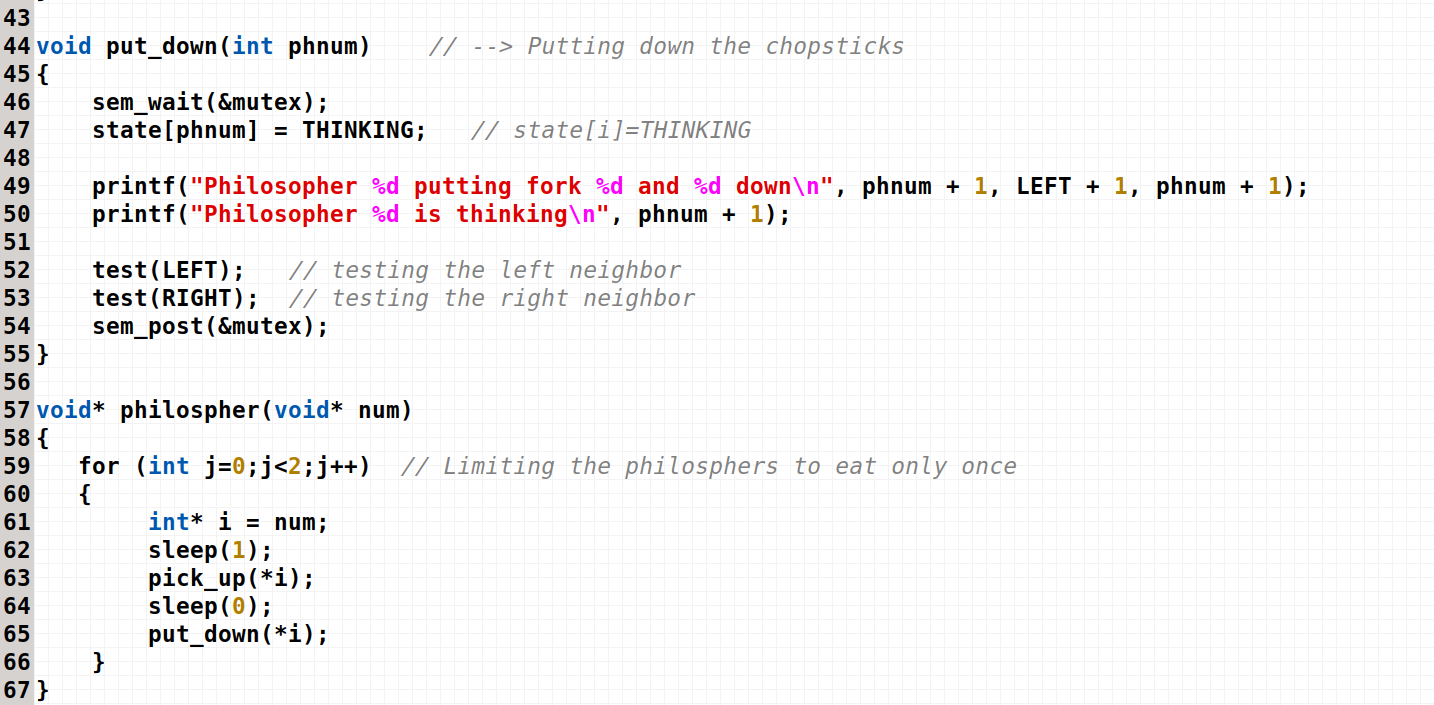 43
44 void put_down(int phnum)    // --> Putting down the chopsticks
45 {
46     sem_wait(&mutex);
47     state[phnum] = THINKING;   // state[i]=THINKING
48
49     printf("Philosopher %d putting fork %d and %d down\n", phnum + 1, LEFT + 1, phnum + 1);
50     printf("Philosopher %d is thinking\n", phnum + 1);
51
52     test(LEFT);   // testing the left neighbor
53     test(RIGHT);  // testing the right neighbor
54     sem_post(&mutex);
55 }
56
57 void* philospher(void* num)
58 {
59    for (int j=0;j<2;j++)  // Limiting the philosphers to eat only once
60    {
61         int* i = num;
62         sleep(1);
63         pick_up(*i);
64         sleep(0);
65         put_down(*i);
66     }
67 }